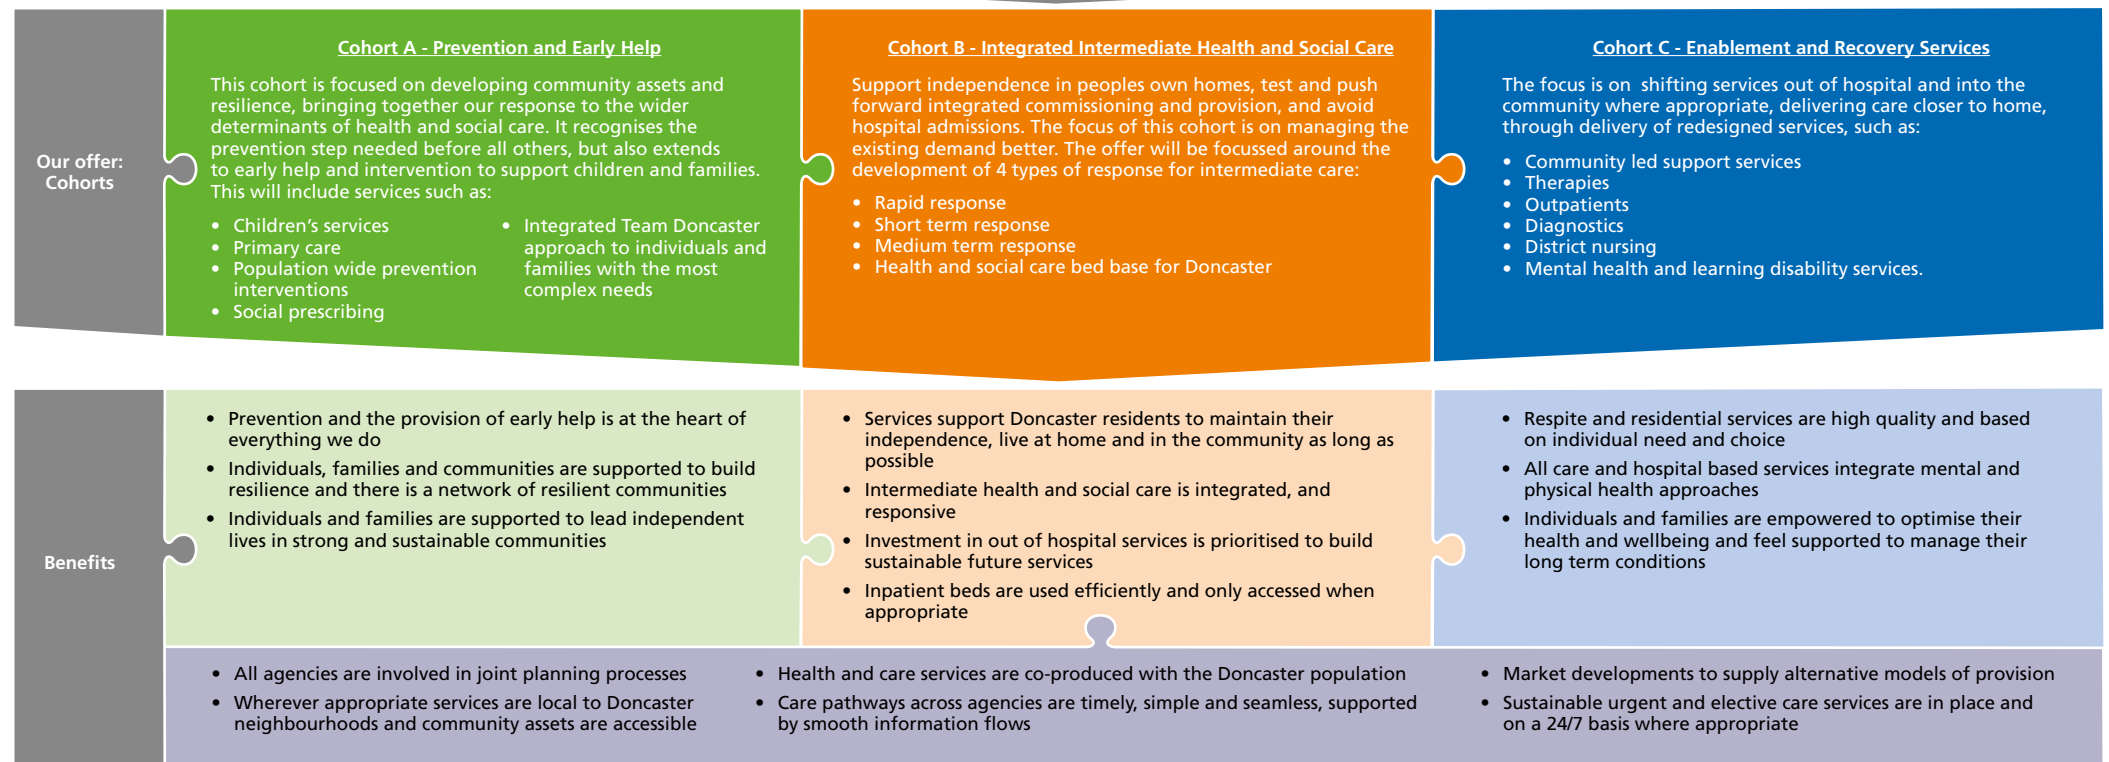 Our offer:
Cohorts
Cohort A - Prevention and Early Help
This cohort is focused on developing community assets and
resilience, bringing together our response to the wider
determinants of health and social care. It recognises the
prevention step needed before all others, but also extends
to early help and intervention to support children and families.
This will include services such as:
• Children’s services
• Primary care
• Population wide prevention
interventions
• Social prescribing
• Integrated Team Doncaster
approach to individuals and
families with the most
complex needs
Cohort B - Integrated Intermediate Health and Social Care
Support independence in peoples own homes, test and push
forward integrated commissioning and provision, and avoid
hospital admissions. The focus of this cohort is on managing the
existing demand better. The offer will be focussed around the
development of 4 types of response for intermediate care:
• Rapid response
• Short term response
• Medium term response
• Health and social care bed base for Doncaster
Cohort C - Enablement and Recovery Services
The focus is on shifting services out of hospital and into the
community where appropriate, delivering care closer to home,
through delivery of redesigned services, such as:
• Community led support services
• Therapies
• Outpatients
• Diagnostics
• District nursing
• Mental health and learning disability services.
Benefits
• Prevention and the provision of early help is at the heart of
everything we do
• Individuals, families and communities are supported to build
resilience and there is a network of resilient communities
• Individuals and families are supported to lead independent
lives in strong and sustainable communities
• Services support Doncaster residents to maintain their
independence, live at home and in the community as long as
possible
• Intermediate health and social care is integrated, and
responsive
• Investment in out of hospital services is prioritised to build
sustainable future services
• Inpatient beds are used efficiently and only accessed when
appropriate
• Respite and residential services are high quality and based
on individual need and choice
• All care and hospital based services integrate mental and
physical health approaches
• Individuals and families are empowered to optimise their
health and wellbeing and feel supported to manage their
long term conditions
• All agencies are involved in joint planning processes
• Wherever appropriate services are local to Doncaster
neighbourhoods and community assets are accessible
• Health and care services are co-produced with the Doncaster population
• Care pathways across agencies are timely, simple and seamless, supported
by smooth information flows
• Market developments to supply alternative models of provision
• Sustainable urgent and elective care services are in place and
on a 24/7 basis where appropriate